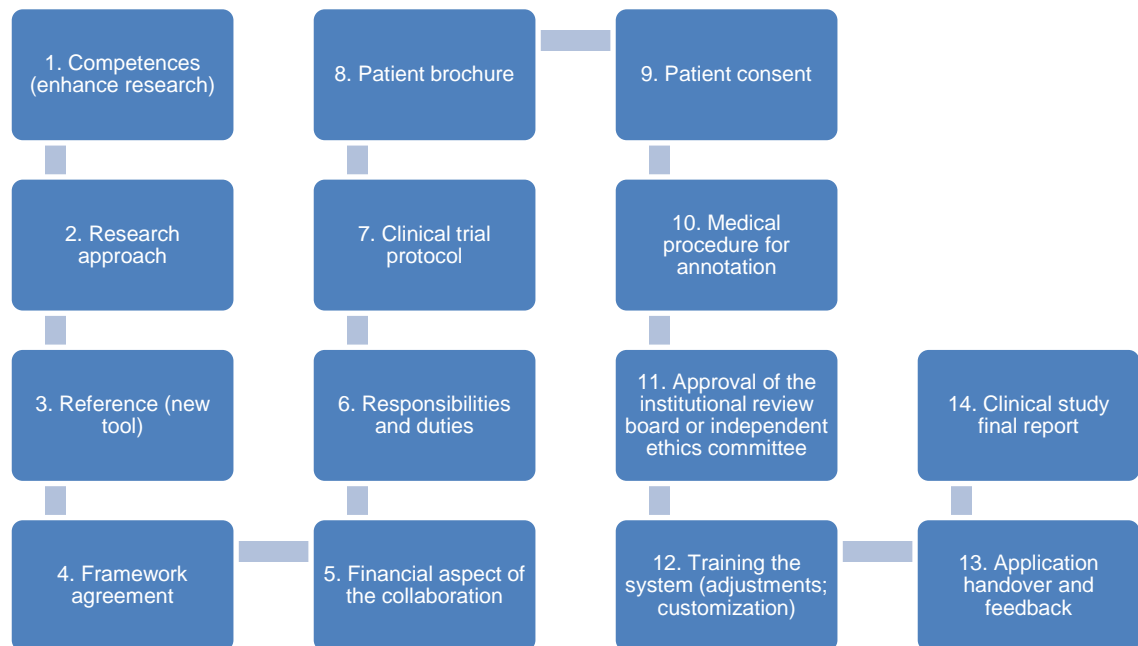 1. Competences
(enhance research)
2. Research
approach
3. Reference (new
tool)
4. Framework
agreement
5. Financial aspect of
the collaboration
6. Responsibilities
and duties
7. Clinical trial
protocol
8. Patient brochure
9. Patient consent
10. Medical
procedure for
annotation
11. Approval of the
institutional review
board or independent
ethics committee
12. Training the
system (adjustments;
customization)
13. Application
handover and
feedback
14. Clinical study
final report